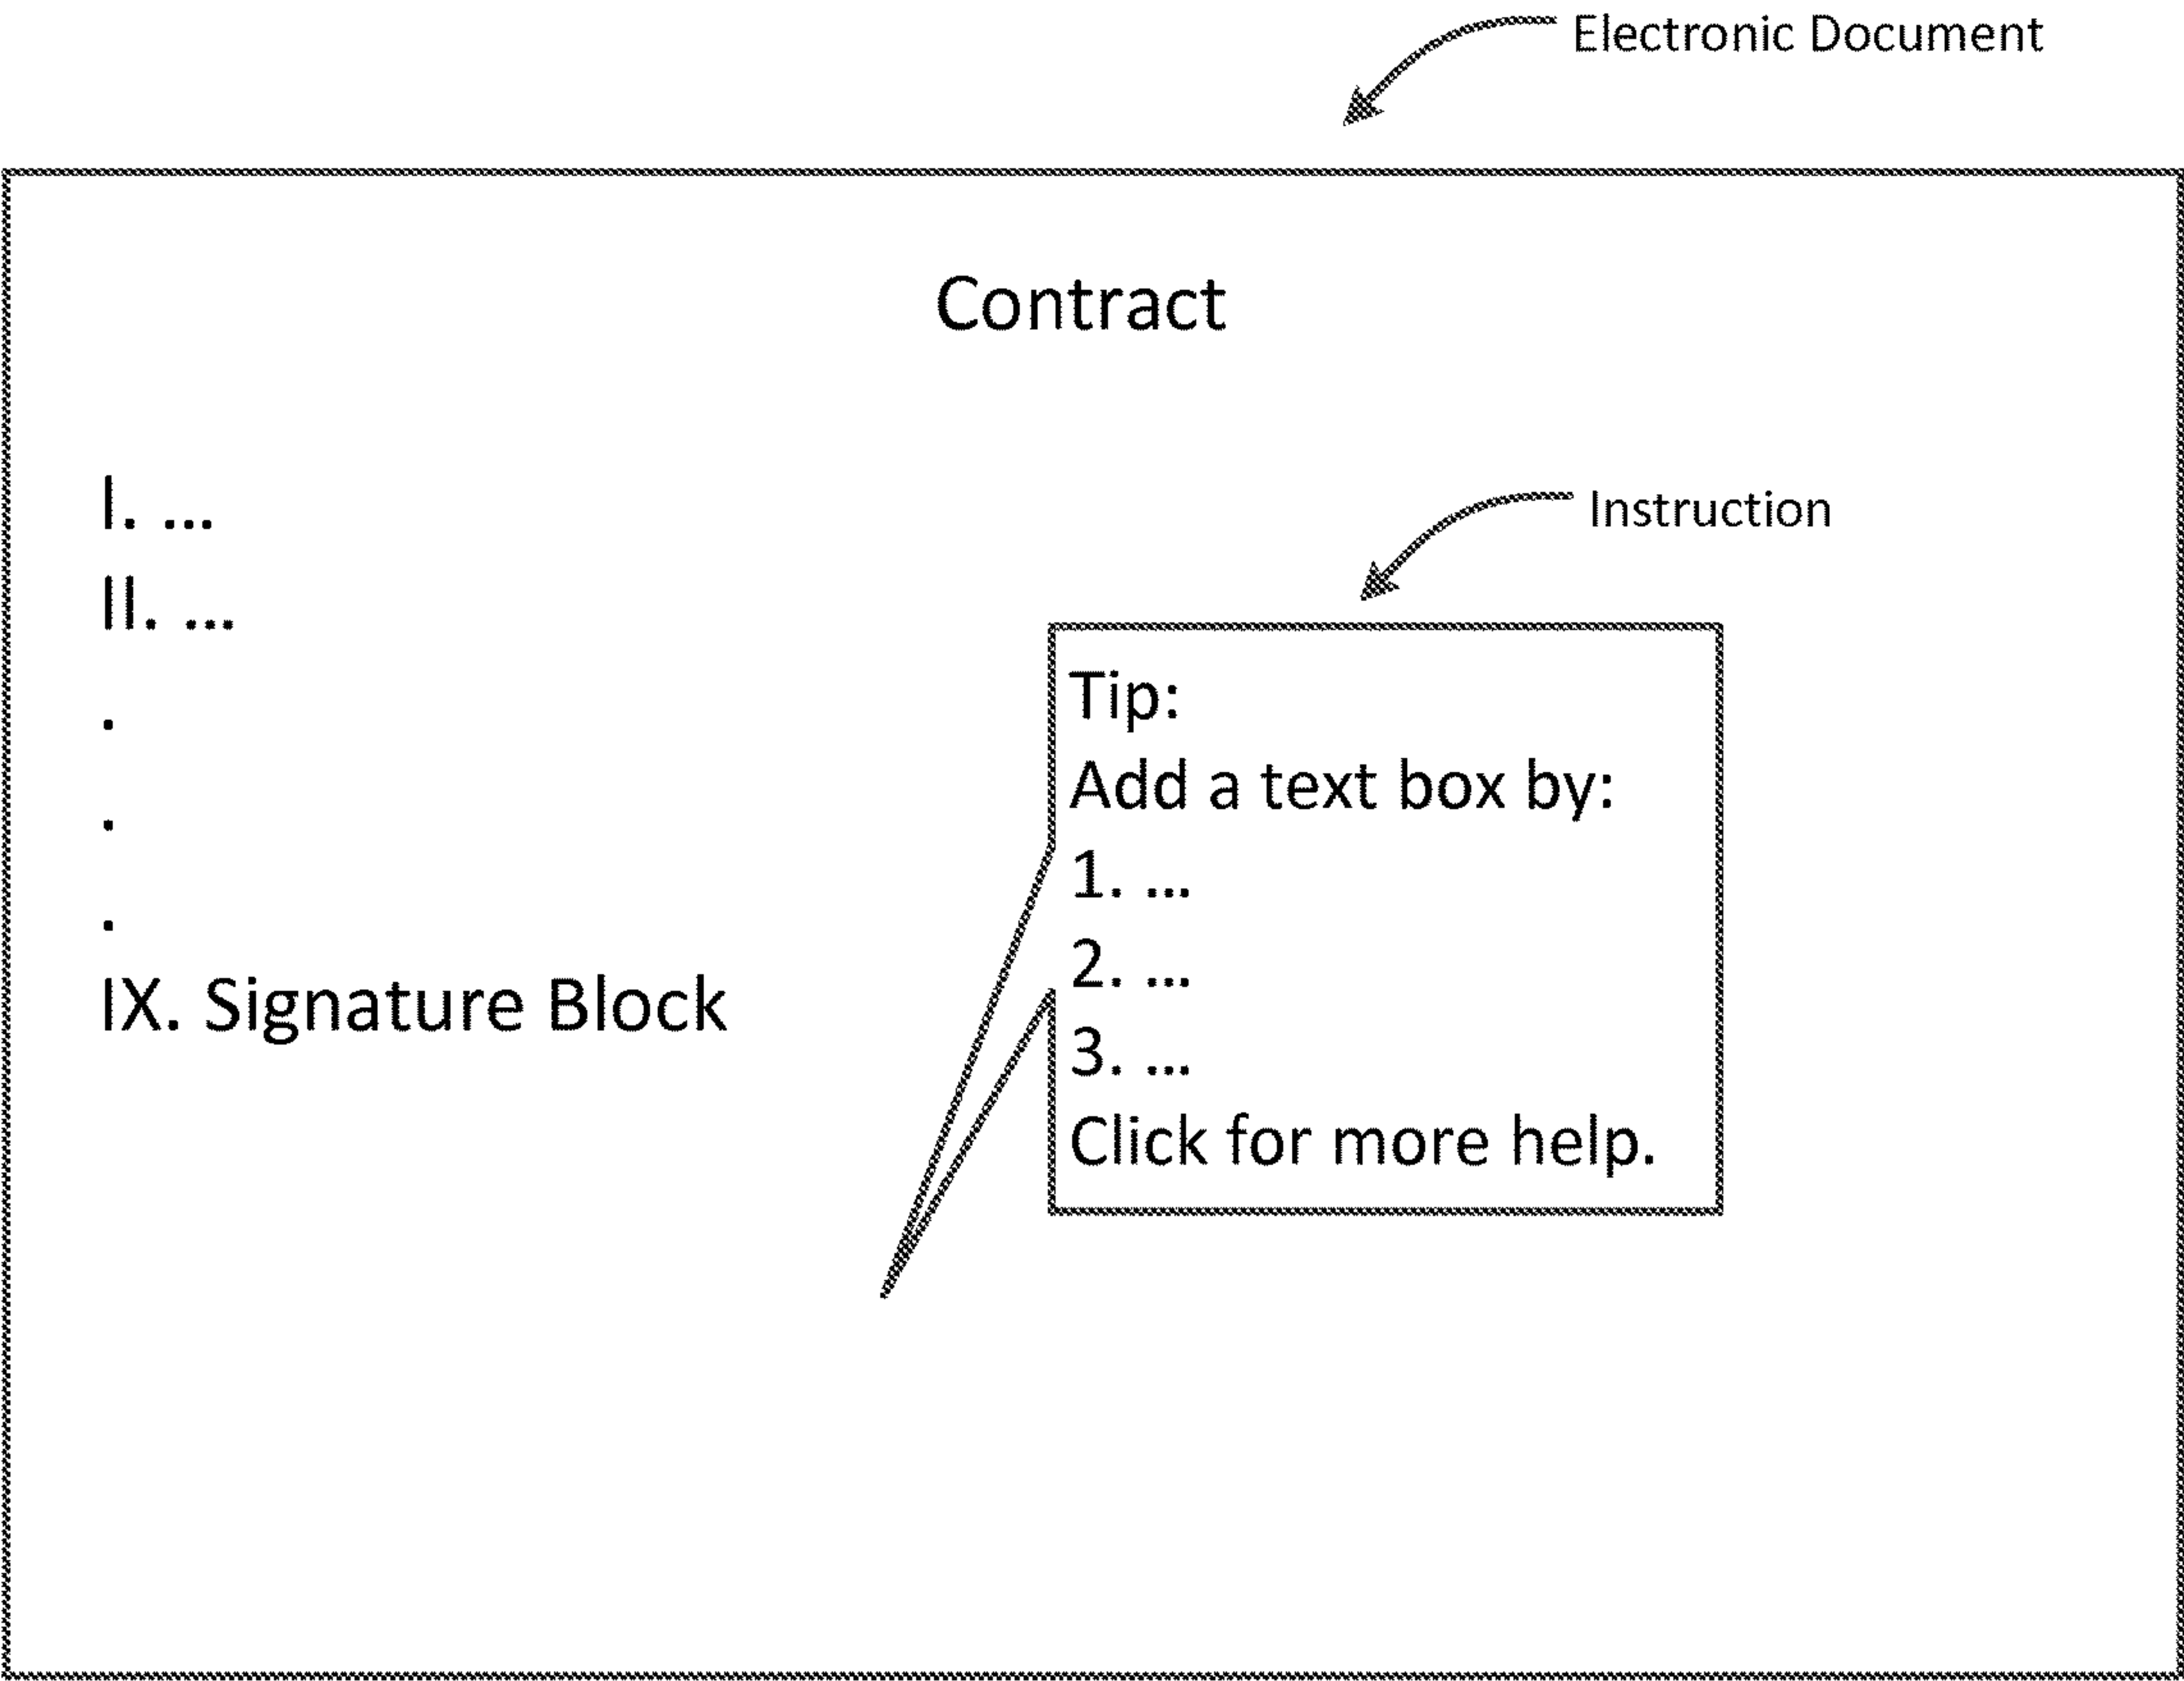 Electronic Document
Contract
I. ...
II. ...
.
.
.
IX. Signature Block
Instruction
Tip:
Add a text box by:
1. ...
2. ...
3. ...
Click for more help.